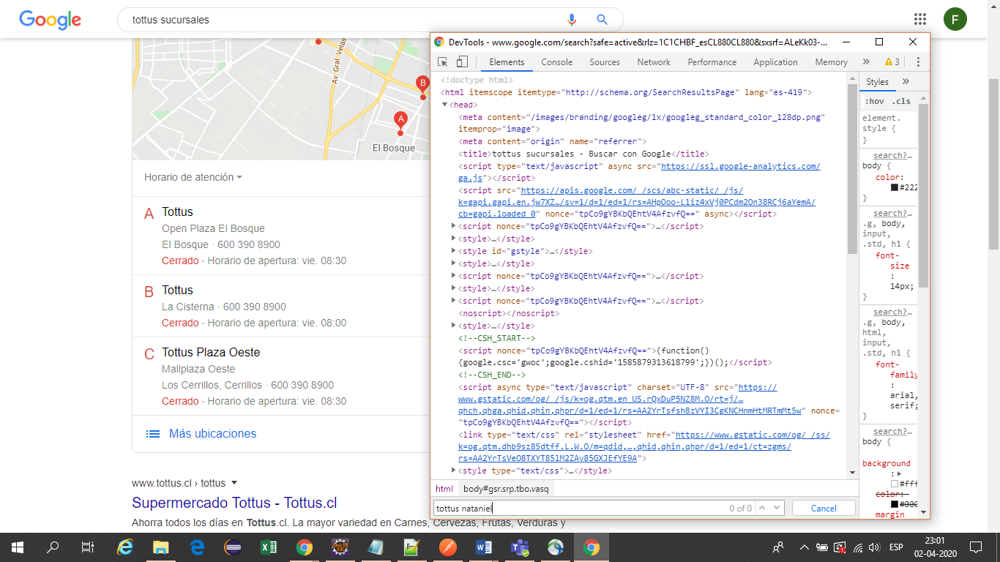 Google
tottus sucursales
F
Av. Gral. Velás
B
A
El Bosque
Horario de atención
A Tottus
Open Plaza El Bosque
El Bosque · 600 390 8900
Cerrado · Horario de apertura: vie. 08:30
B Tottus
La Cisterna · 600 390 8900
Cerrado · Horario de apertura: vie. 08:00
C Tottus Plaza Oeste
Mallplaza Oeste
Los Cerrillos, Cerrillos · 600 390 8900
Cerrado · Horario de apertura: vie. 08:30
Más ubicaciones
www.tottus.cl › tottus
Supermercado Tottus - Tottus.cl
Ahorra todos los días en Tottus.cl. La mayor variedad en Carnes, Cervezas, Frutas, Verduras y
DevTools - www.google.com/search?safe=active&rlz=1C1CHBF_esCL880CL880&sxsrf=ALeKk03-...
Elements Console Sources Network Performance Application Memory » 3
<!doctype html>
<html itemscope itemtype="http://schema.org/SearchResultsPage" lang="es-419">
<head>
<meta content="/images/branding/googleg/1x/googleg_standard_color_128dp.png"
itemprop="image">
<meta content="origin" name="referrer">
<title>tottus sucursales - Buscar con Google</title>
<script type="text/javascript" async src="https://ssl.google-analytics.com/
ga.js"></script>
<script src="https://apis.google.com/_/scs/abc-static/_/js/
k=gapi.gapi.en.jw7XZ…/sv=1/d=1/ed=1/rs=AHpOoo-L1iz4xVj0PCdm2On38RCj6aYemA/
cb=gapi.loaded_0" nonce="tpCo9gYBKbQEhtV4AfzvfQ==" async></script>
<script nonce="tpCo9gYBKbQEhtV4AfzvfQ==">…</script>
<style>…</style>
<style id="gstyle">…</style>
<style>…</style>
<script nonce="tpCo9gYBKbQEhtV4AfzvfQ==">…</script>
<style>…</style>
<script nonce="tpCo9gYBKbQEhtV4AfzvfQ==">…</script>
<noscript></noscript>
<style>…</style>
<!--CSH_START-->
<script nonce="tpCo9gYBKbQEhtV4AfzvfQ==">(function()
{google.csc='gwoc';google.cshid='1585879313618799';})();</script>
<!--CSH_END-->
<script async type="text/javascript" charset="UTF-8" src="https://
www.gstatic.com/og/_/js/k=og.qtm.en_US.rQxDuP5NZ8M.O/rt=j/…
qhch,qhga,qhid,qhin,qhpr/d=1/ed=1/rs=AA2YrTsfsh8zVYI3CgKNCHnmHtMRTmMt5w" nonce=
"tpCo9gYBKbQEhtV4AfzvfQ=="></script>
<link type="text/css" rel="stylesheet" href="https://www.gstatic.com/og/_/ss/
k=og.qtm.dhb9sz85dtff.L.W.O/m=qdid,…,qhid,qhin,qhpr/d=1/ed=1/ct=zgms/
rs=AA2YrTsVeO8TXYT85lM2ZAv85GXJEfYE9A">
<style type="text/css">…</style>
html body#gsr.srp.tbo.vasq
tottus nataniel 0 of 0 Cancel
Styles »
:hov .cls
element.
style {
}
search?…
body {
color:
#222
}
search?…
.g, body,
input,
.std, h1 {
font-
size
:
14px;
}
search?…
.g, body,
html,
input,
.std, h1 {
font-
family
:
arial,
serif;
}
search?…
body {
background
:
#fff
color:
#000
margin
ESP
23:01
02-04-2020